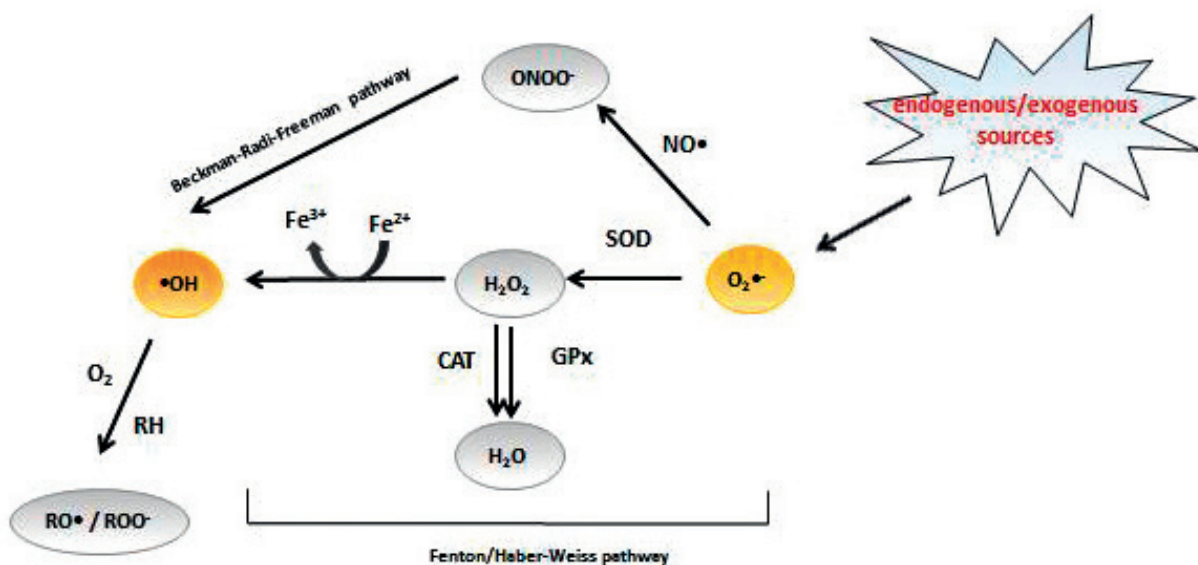 ONOO⁻
endogenous/exogenous
sources
Beckman-Radi-Freeman pathway
NO•
Fe³⁺
Fe²⁺
SOD
•OH
H₂O₂
O₂•⁻
CAT
GPx
O₂
RH
H₂O
RO• / ROO⁻
Fenton/Haber-Weiss pathway